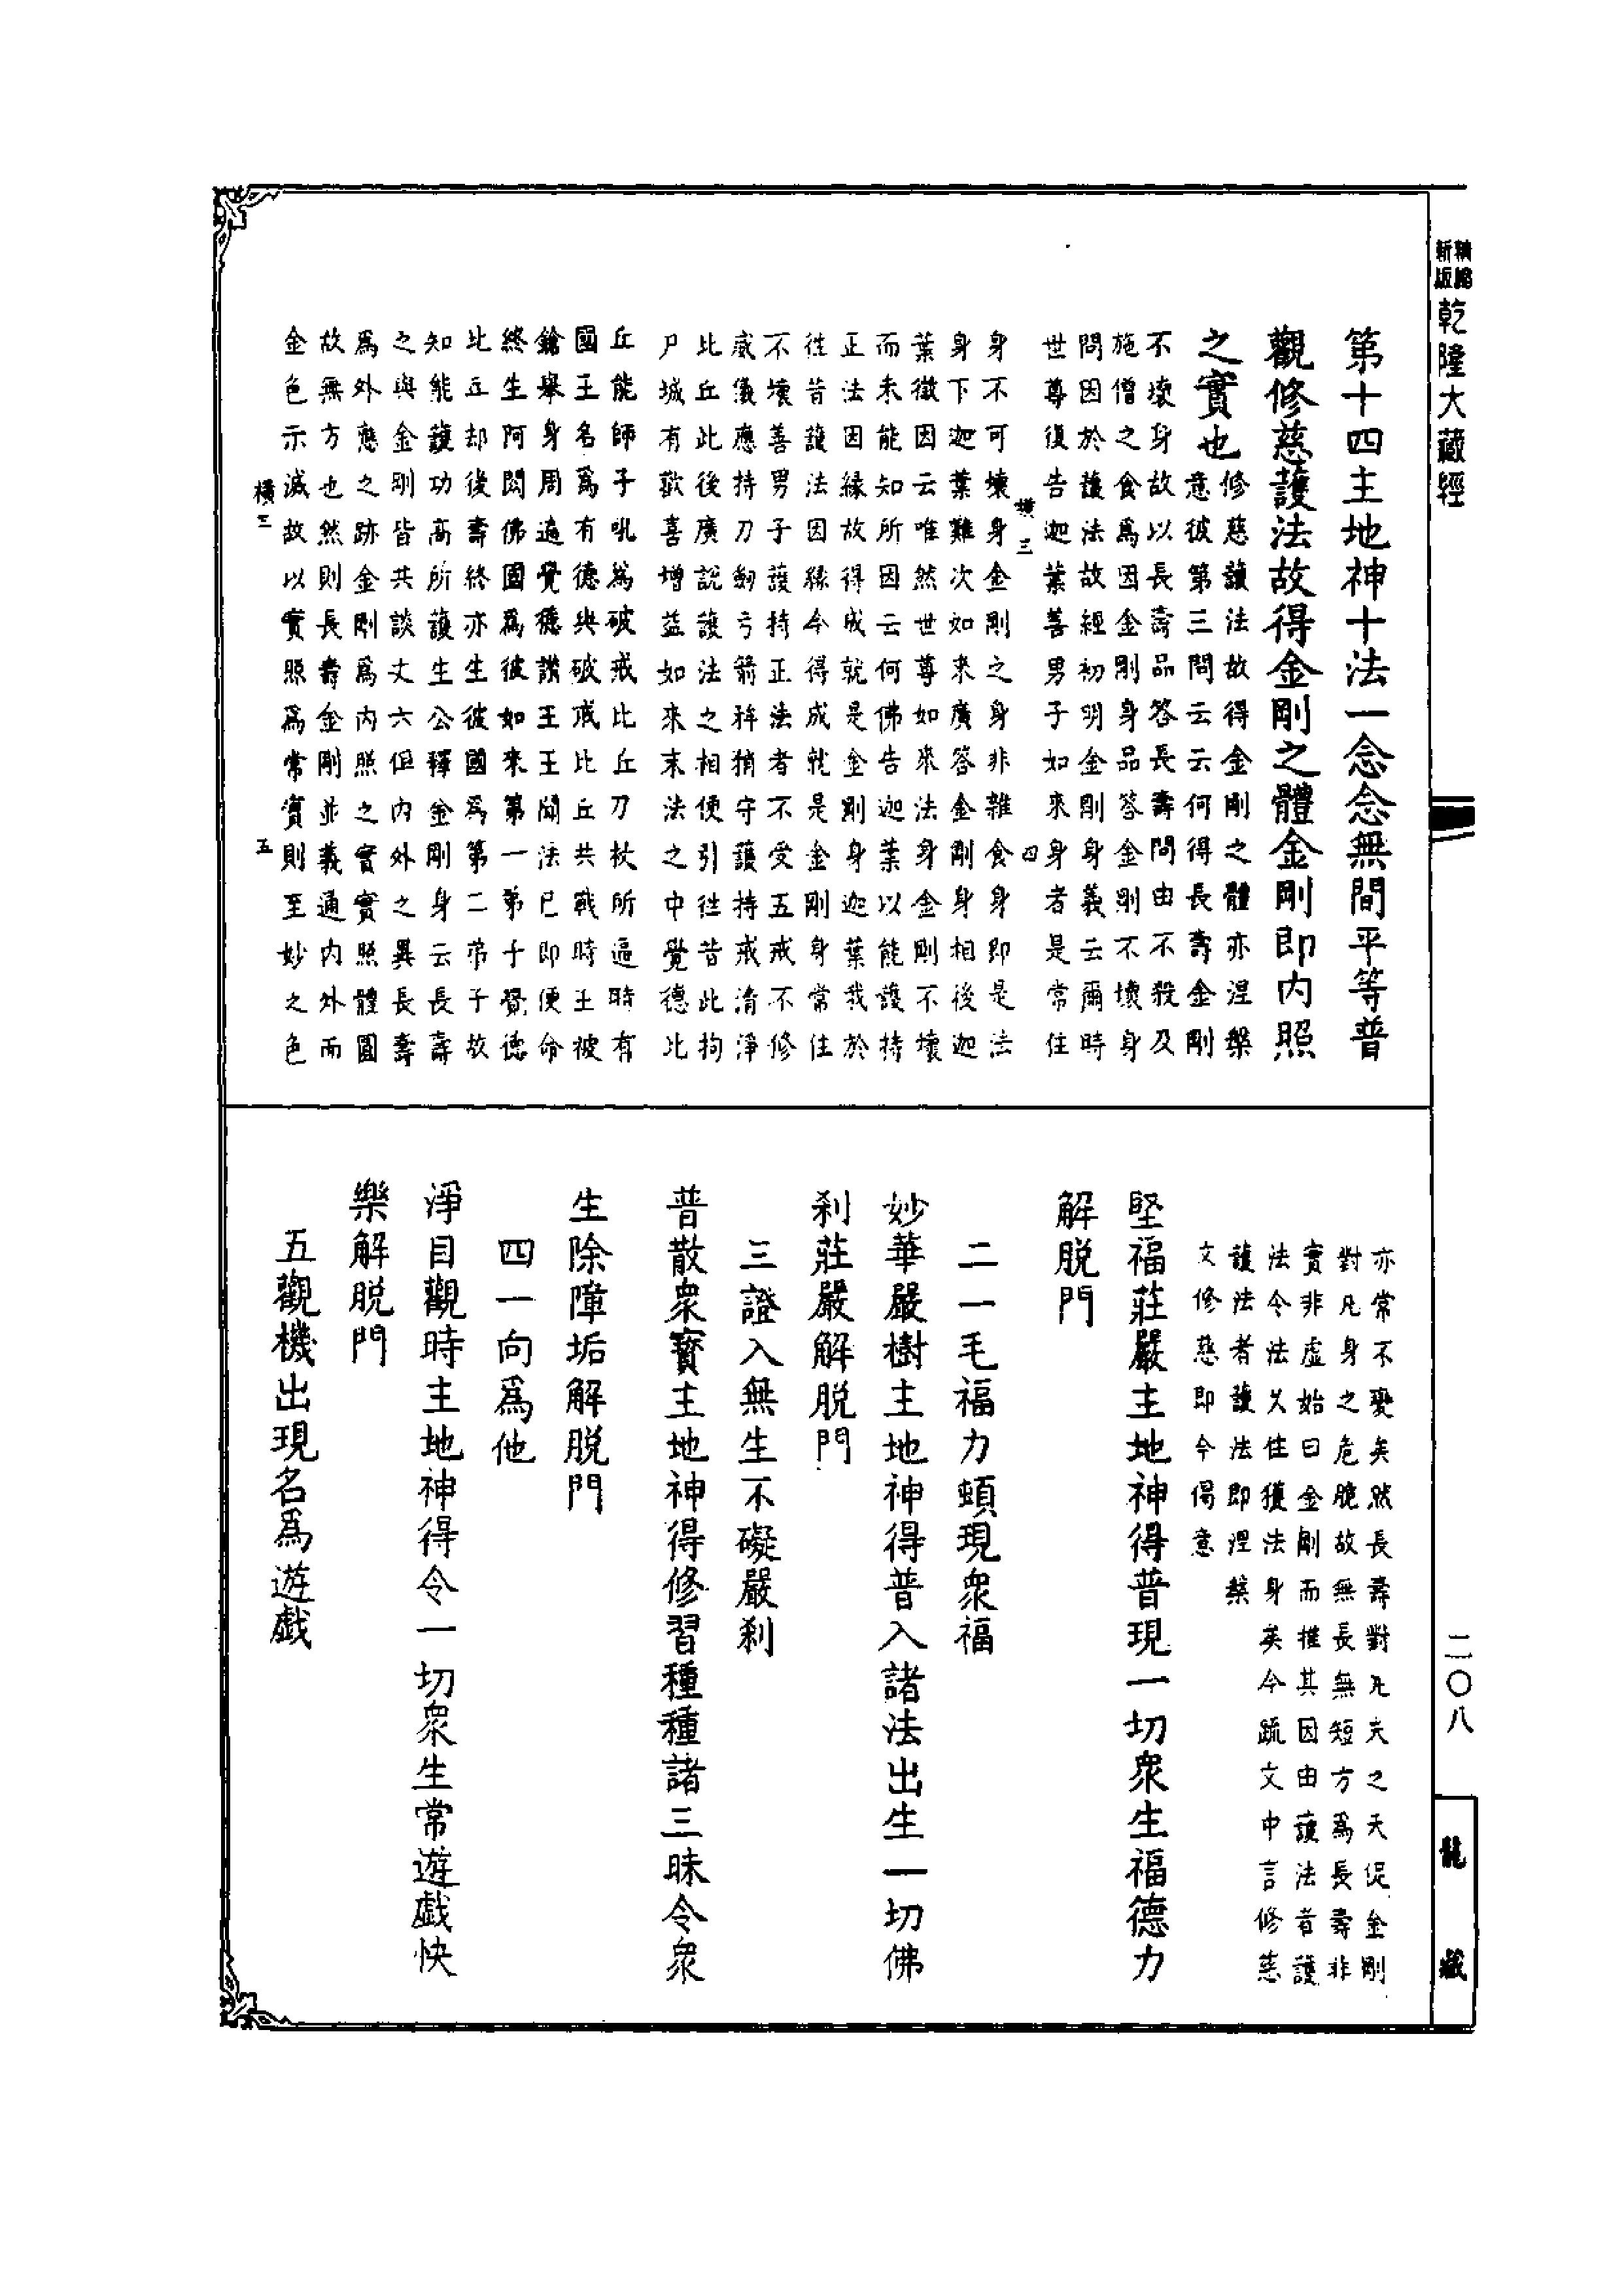 精縮
新版
乾隆大藏經
第十四主地神十法一念念無間平等普
觀修慈護法故得金剛之體金剛即內照
之實也
修慈護法故得金剛之體亦涅槃
意彼第三問云云何得長壽金剛
不壞身故以長壽品答長壽問由不殺及
施僧之食為因金剛身品答金剛不壞身
問因於護法故經初明金剛身義云爾時
世尊復告迦葉善男子如來身者是常住
橫三
四
身不可壞身金剛之身非雜食身即是法
身下迦葉難次如來廣答金剛身相後迦
葉徵因云唯然世尊如來法身金剛不壞
而未能知所因云何佛告迦葉以能護持
正法因緣故得成就是金剛身迦葉我於
往昔護法因緣今得成就是金剛身常住
不壞善男子護持正法者不受五戒不修
威儀應持刀劒弓箭鉾矟守護持戒清淨
比丘此後廣說護法之相便引往昔此拘
尸城有歡喜增益如來末法之中覺德比
丘能師子吼為破戒比丘刀杖所逼時有
國王名為有德與破戒比丘共戰時王被
鎗舉身周遍覺德讚王王聞法已即便命
終生阿閦佛國為彼如來第一弟子覺德
比丘却後壽終亦生彼國為第二弟子故
知能護功高所護生公釋金剛身云長壽
之與金剛皆共談丈六但內外之異長壽
為外應之跡金剛為內照之實實照體圓
故無方也然則長壽金剛並義通內外而
金色示滅故以實照為常實則至妙之色
橫三
五
亦常不變矣然長壽對凡夫之夭促金剛
對凡身之危脆故無長無短方為長壽非
實非虛始曰金剛而推其因由護法者護
法令法久住獲法身矣今疏文中言修慈
護法者護法即涅槃
文修慈即今偈意
堅福莊嚴主地神得普現一切眾生福德力
解脫門
二一毛福力頓現眾福
妙華嚴樹主地神得普入諸法出生一切佛
剎莊嚴解脫門
三證入無生不礙嚴剎
普散眾寶主地神得修習種種諸三昧令眾
生除障垢解脫門
四一向為他
淨目觀時主地神得令一切眾生常遊戲快
樂解脫門
五觀機出現名為遊戲
二〇八
龍藏